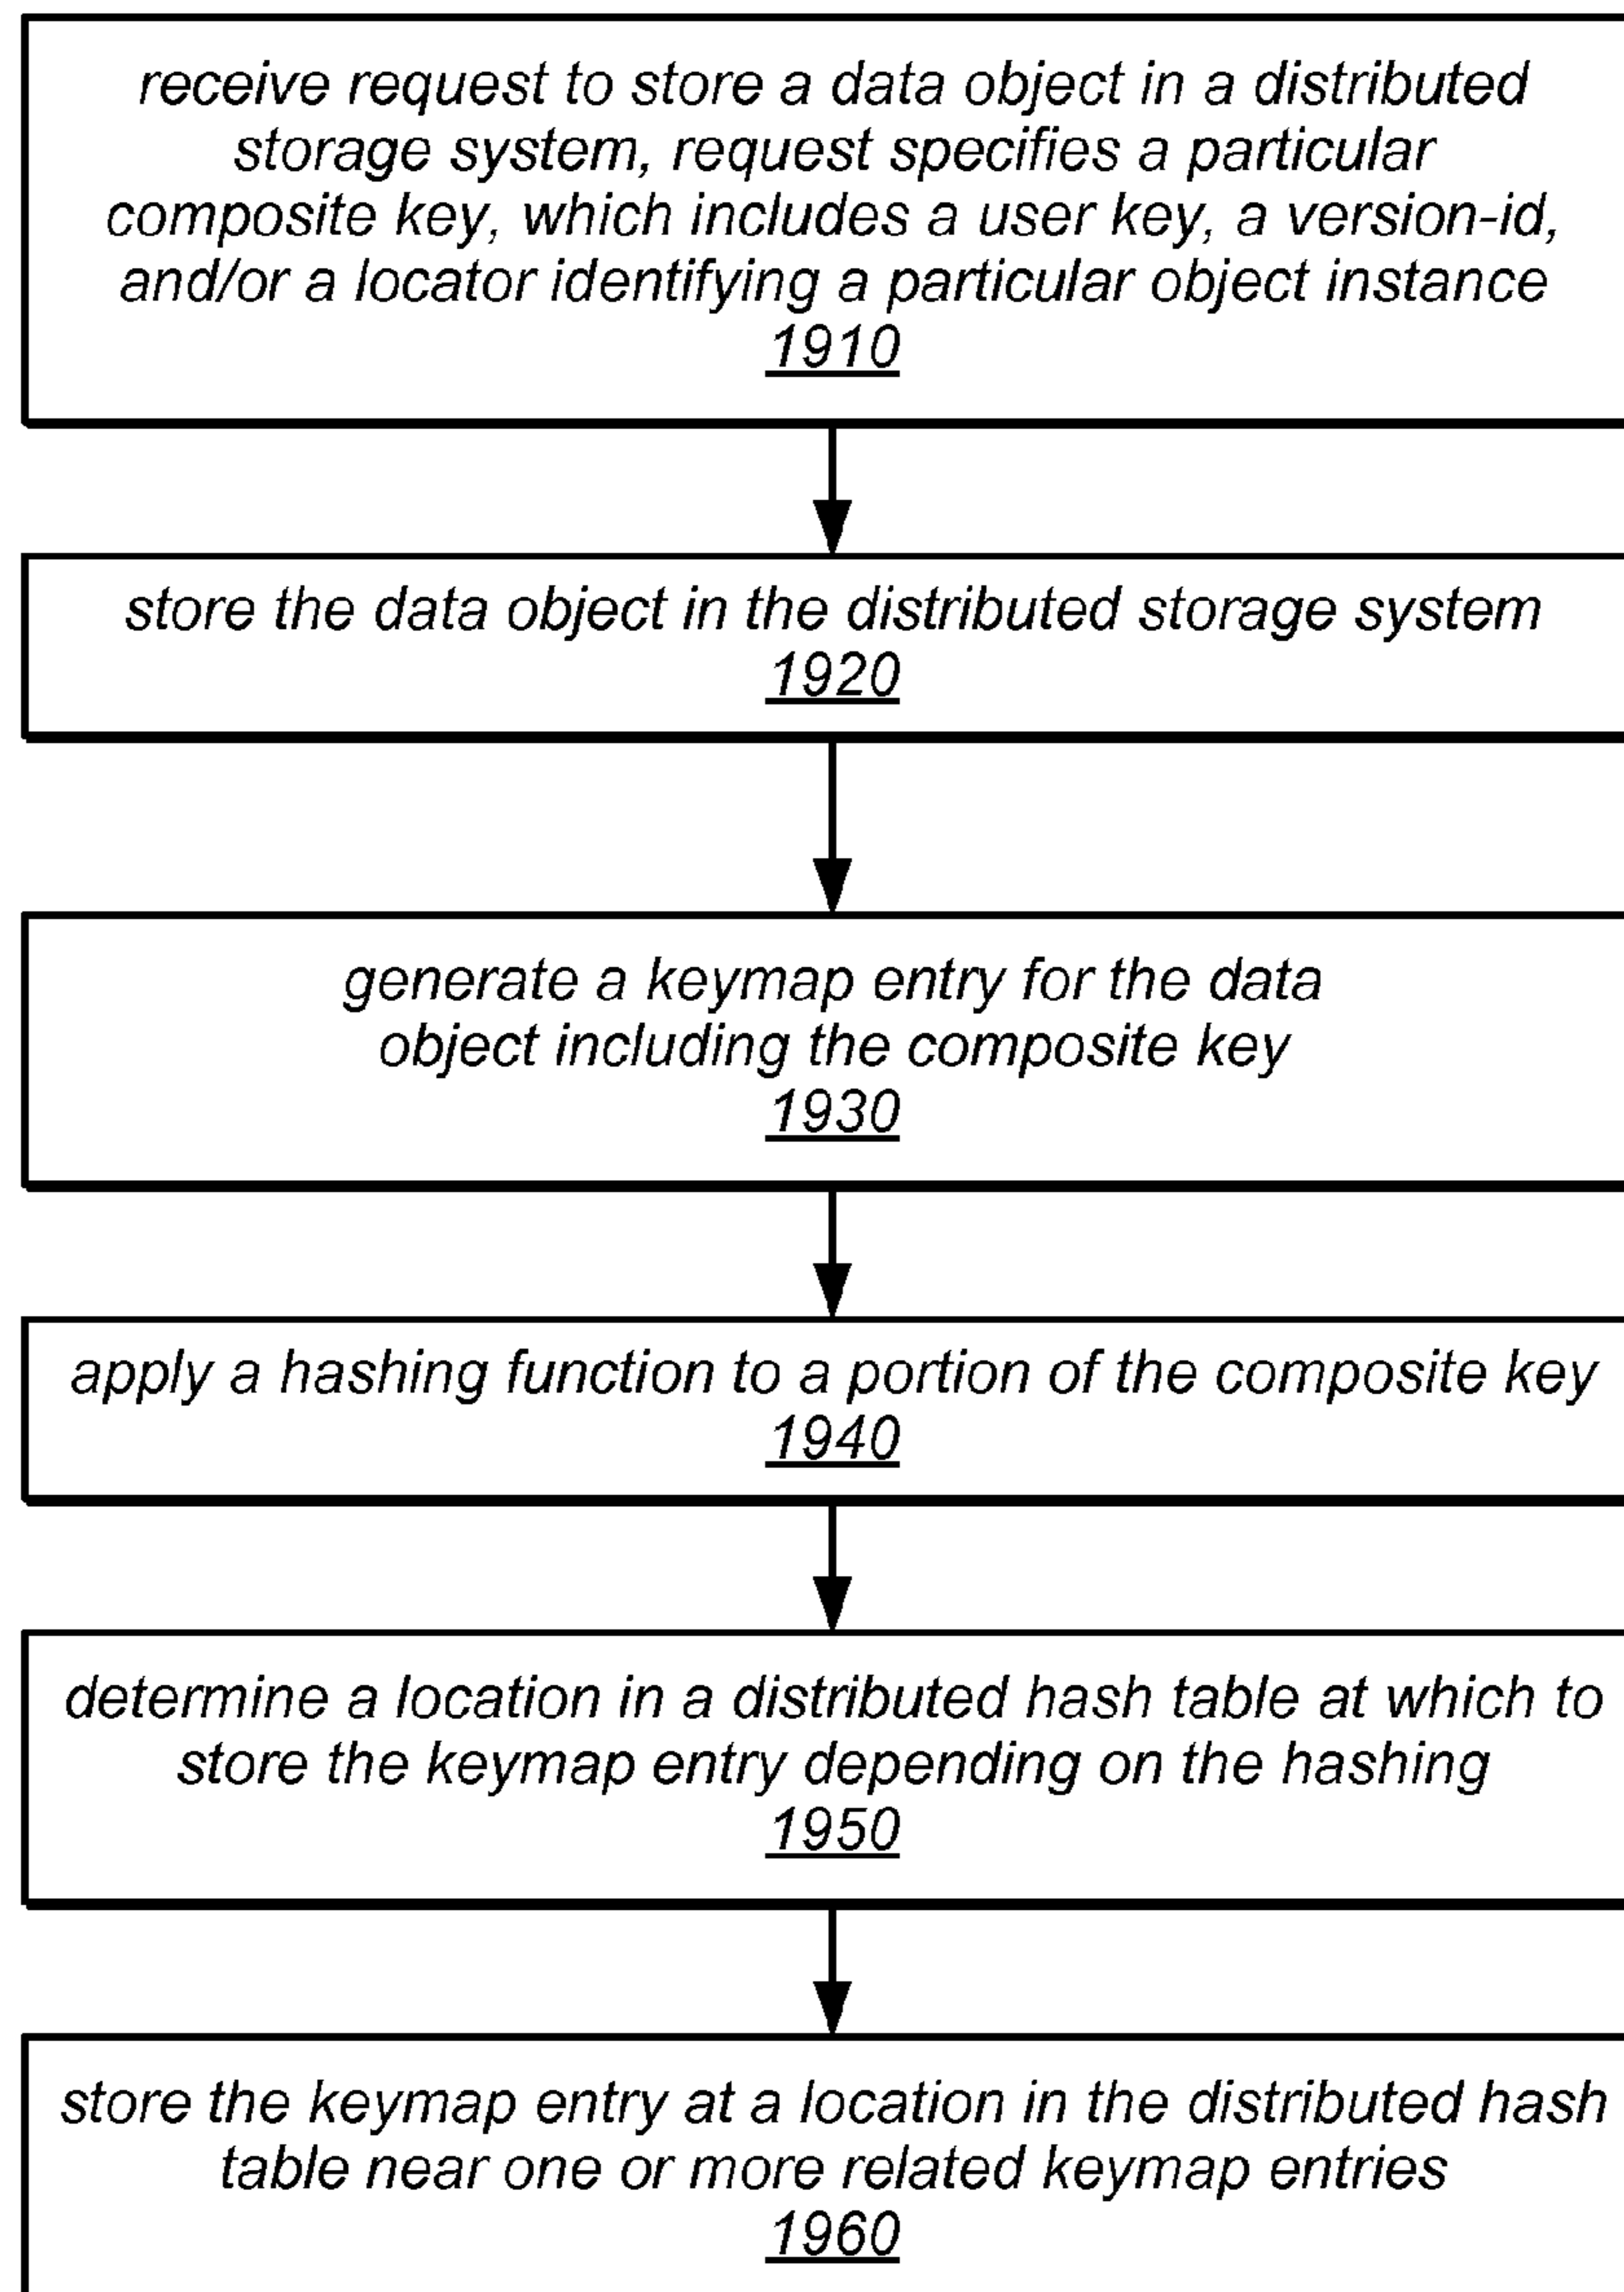 receive request to store a data object in a distributed
storage system, request specifies a particular
composite key, which includes a user key, a version-id,
and/or a locator identifying a particular object instance
1910
store the data object in the distributed storage system
1920
generate a keymap entry for the data
object including the composite key
1930
apply a hashing function to a portion of the composite key
1940
determine a location in a distributed hash table at which to
store the keymap entry depending on the hashing
1950
store the keymap entry at a location in the distributed hash
table near one or more related keymap entries
1960